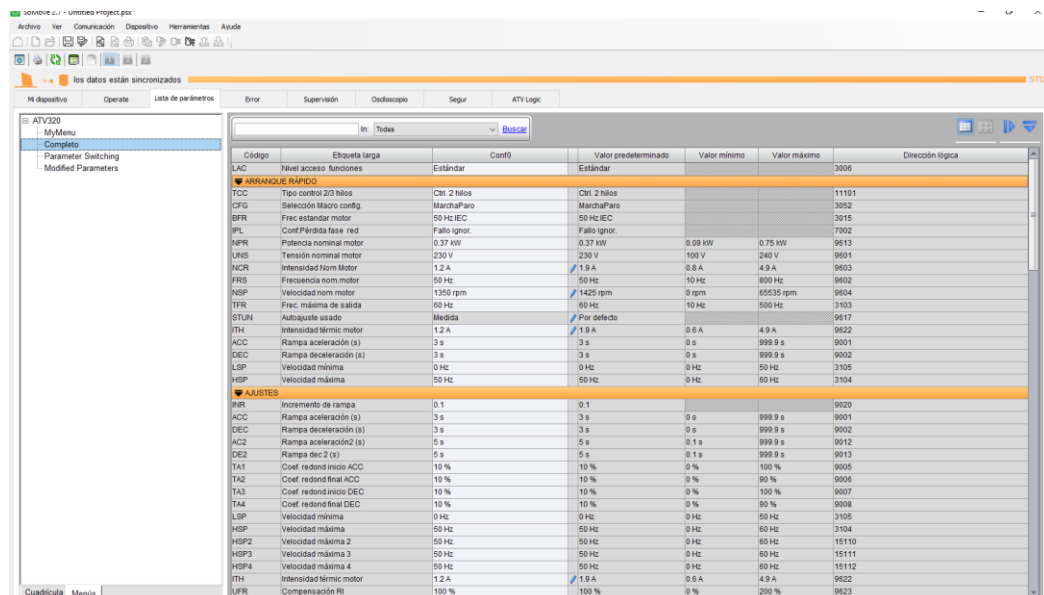 SoMove 2.7 - Untitled Project.psx*
Archivo Ver Comunicación Dispositivo Herramientas Ayuda
los datos están sincronizados
STO
Mi dispositivo Operate Lista de parámetros Error Supervisión Osciloscopio Segur ATV Logic
ATV320
MyMenu
Completo
Parameter Switching
Modified Parameters
In: Todas Buscar
Código Etiqueta larga Conf0 Valor predeterminado Valor mínimo Valor máximo Dirección lógica
LAC Nivel acceso funciones Estándar Estándar 3006
ARRANQUE RÁPIDO
TCC Tipo control 2/3 hilos Ctrl. 2 hilos Ctrl. 2 hilos 11101
CFG Selección Macro config. MarchaParo MarchaParo 3052
BFR Frec estandar motor 50 Hz IEC 50 Hz IEC 3015
IPL Conf.Pérdida fase red Fallo ignor. Fallo ignor. 7002
NPR Potencia nominal motor 0.37 kW 0.37 kW 0.09 kW 0.75 kW 9613
UNS Tensión nominal motor 230 V 230 V 100 V 240 V 9601
NCR Intensidad Nom Motor 1.2 A 1.9 A 0.8 A 4.9 A 9603
FRS Frecuencia nom.motor 50 Hz 50 Hz 10 Hz 800 Hz 9602
NSP Velocidad nom motor 1350 rpm 1425 rpm 0 rpm 65535 rpm 9604
TFR Frec. máxima de salida 60 Hz 60 Hz 10 Hz 500 Hz 3103
STUN Autoajuste usado Medida Por defecto 9617
ITH Intensidad térmic motor 1.2 A 1.9 A 0.6 A 4.9 A 9622
ACC Rampa aceleración (s) 3 s 3 s 0 s 999.9 s 9001
DEC Rampa deceleración (s) 3 s 3 s 0 s 999.9 s 9002
LSP Velocidad mínima 0 Hz 0 Hz 0 Hz 50 Hz 3105
HSP Velocidad máxima 50 Hz 50 Hz 0 Hz 60 Hz 3104
AJUSTES
INR Incremento de rampa 0.1 0.1 9020
ACC Rampa aceleración (s) 3 s 3 s 0 s 999.9 s 9001
DEC Rampa deceleración (s) 3 s 3 s 0 s 999.9 s 9002
AC2 Rampa aceleración2 (s) 5 s 5 s 0.1 s 999.9 s 9012
DE2 Rampa dec 2 (s) 5 s 5 s 0.1 s 999.9 s 9013
TA1 Coef. redond inicio ACC 10 % 10 % 0 % 100 % 9005
TA2 Coef. redond final ACC 10 % 10 % 0 % 90 % 9006
TA3 Coef. redond.inicio DEC 10 % 10 % 0 % 100 % 9007
TA4 Coef. redond final DEC 10 % 10 % 0 % 90 % 9008
LSP Velocidad mínima 0 Hz 0 Hz 0 Hz 50 Hz 3105
HSP Velocidad máxima 50 Hz 50 Hz 0 Hz 60 Hz 3104
HSP2 Velocidad máxima 2 50 Hz 50 Hz 0 Hz 60 Hz 15110
HSP3 Velocidad máxima 3 50 Hz 50 Hz 0 Hz 60 Hz 15111
HSP4 Velocidad máxima 4 50 Hz 50 Hz 0 Hz 60 Hz 15112
ITH Intensidad térmic motor 1.2 A 1.9 A 0.6 A 4.9 A 9622
UFR Compensación RI 100 % 100 % 0 % 200 % 9623
Cuadrícula Menús